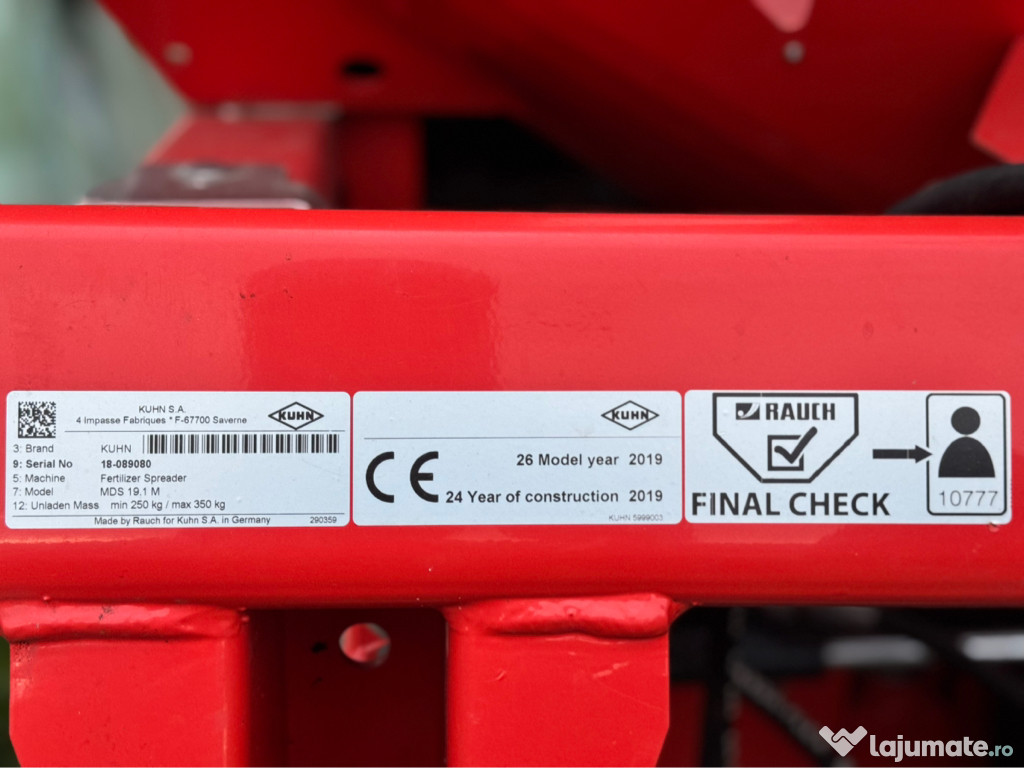 KUHN S.A.
4 Impasse Fabriques * F-67700 Saverne
KUHN
3: Brand KUHN
9: Serial No 18-089080
5: Machine Fertilizer Spreader
7: Model MDS 19.1 M
12: Unladen Mass min 250 kg / max 350 kg
Made by Rauch for Kuhn S.A. in Germany 290359
KUHN
CE
26 Model year 2019
24 Year of construction 2019
KUHN 5999003
RAUCH
FINAL CHECK
10777
lajumate.ro